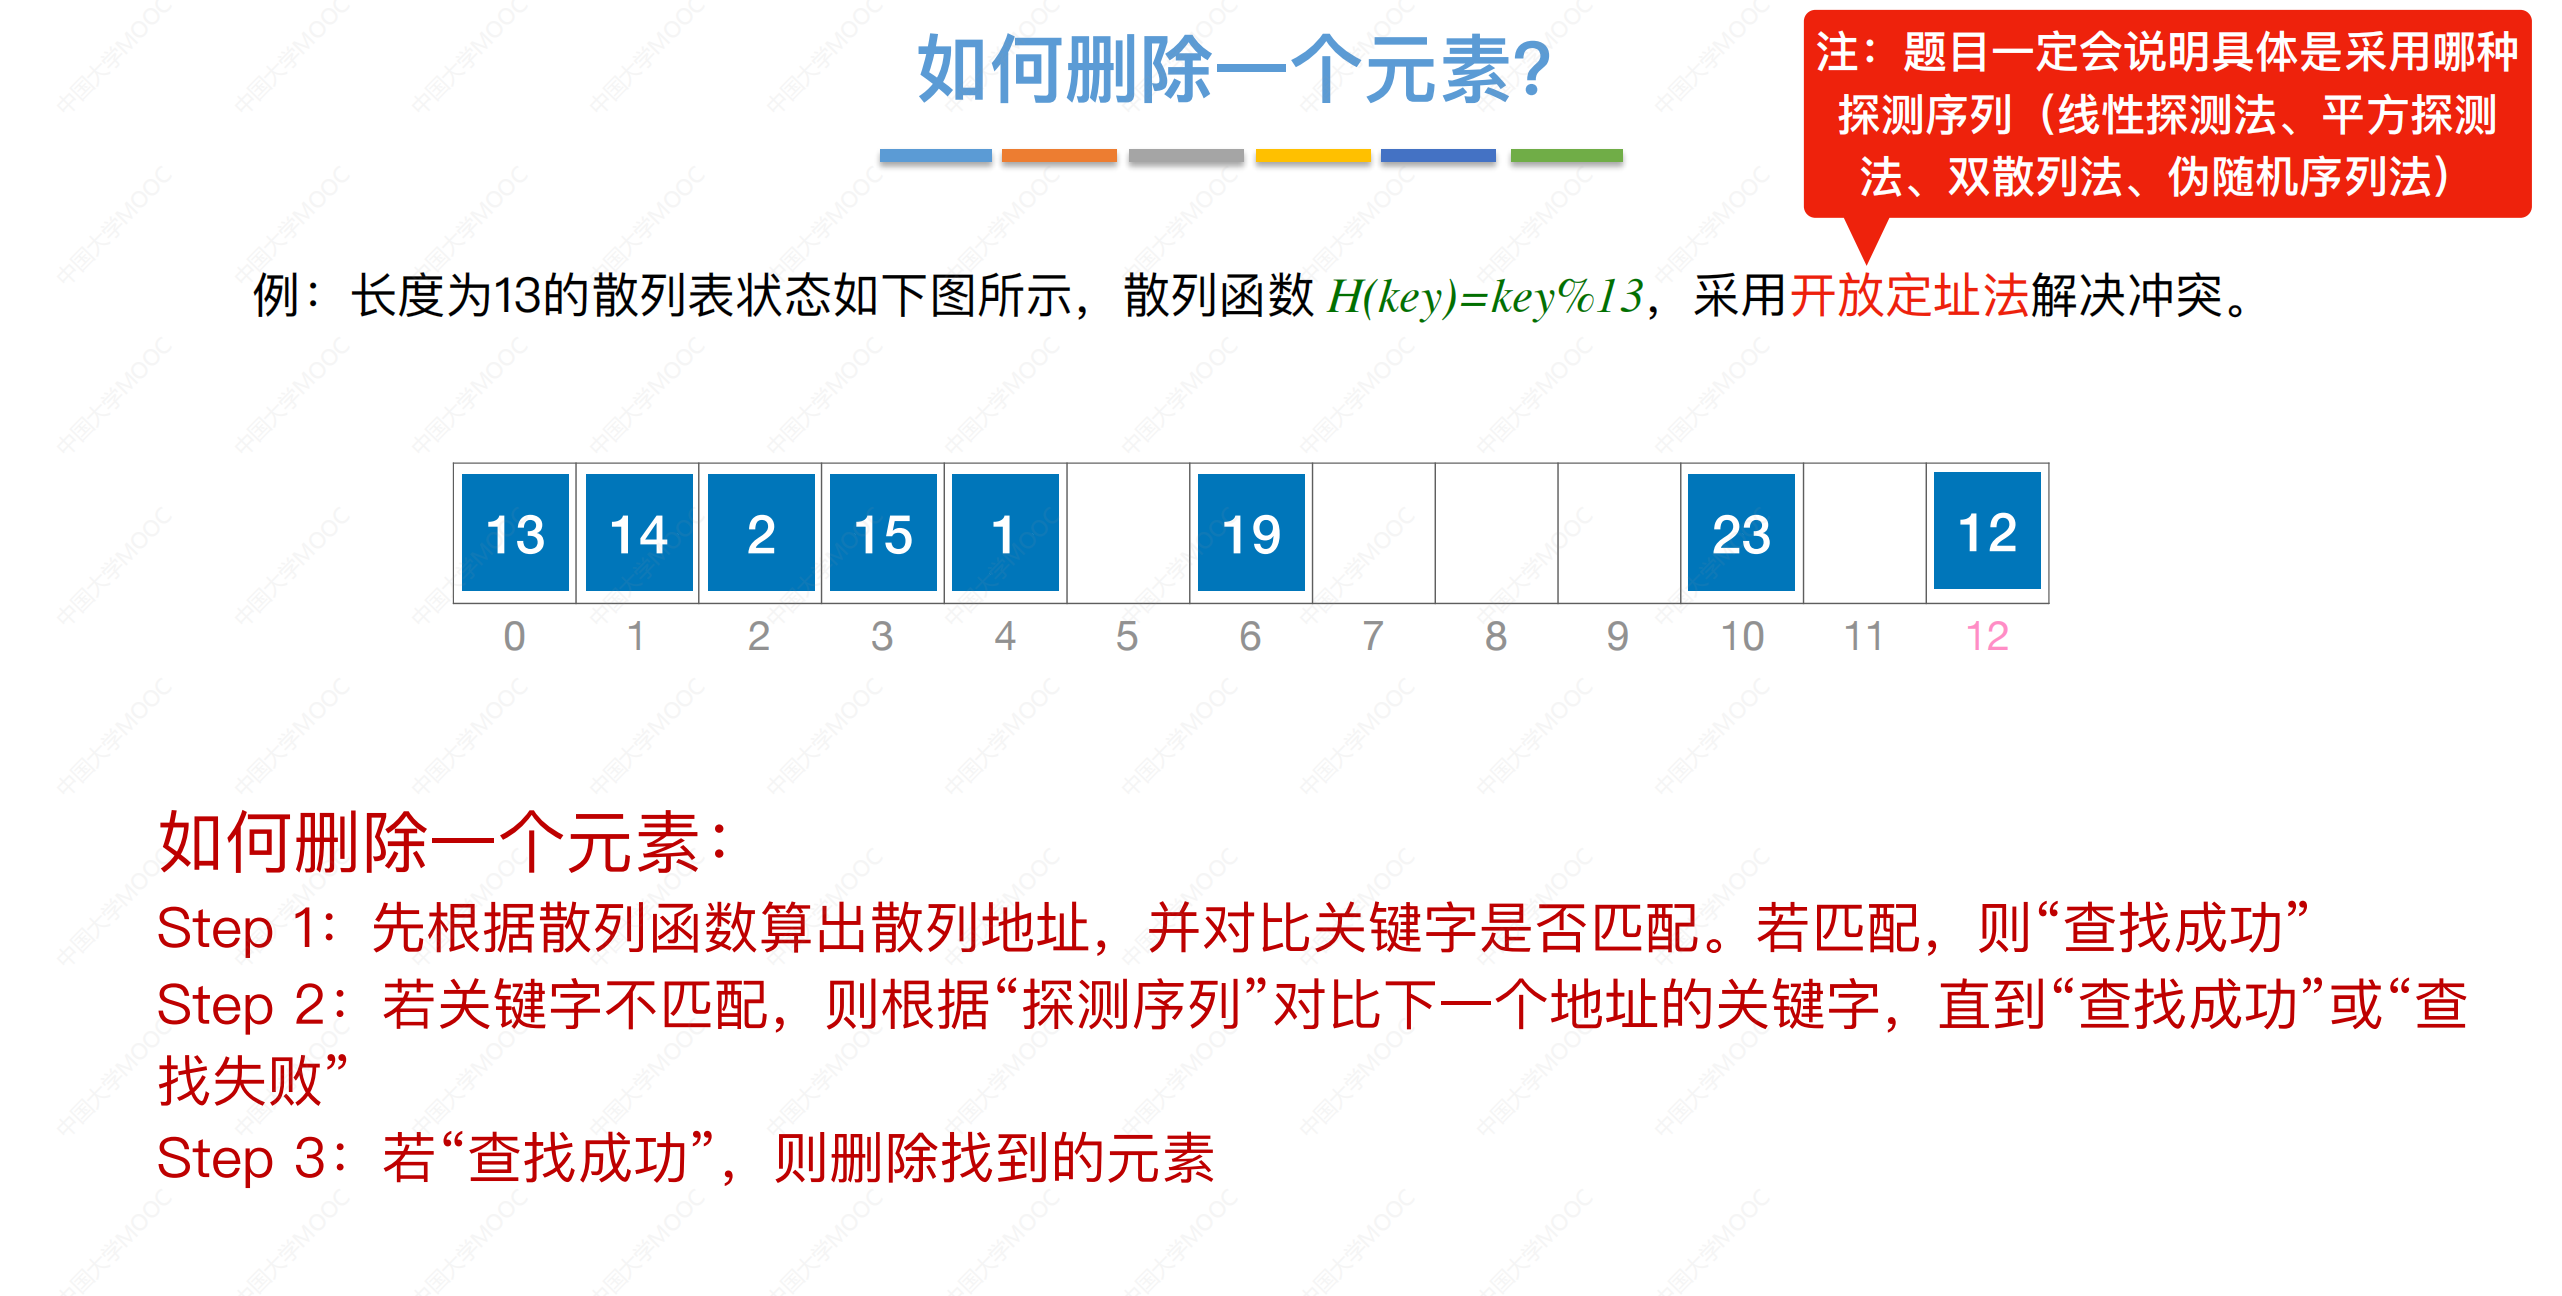 如何删除一个元素?
注：题目一定会说明具体是采用哪种
探测序列（线性探测法、平方探测
法、双散列法、伪随机序列法）
例：长度为13的散列表状态如下图所示，散列函数 H(key)=key%13，采用开放定址法解决冲突。
13 14 2 15 1 19 23 12
0 1 2 3 4 5 6 7 8 9 10 11 12
如何删除一个元素：
Step 1：先根据散列函数算出散列地址，并对比关键字是否匹配。若匹配，则“查找成功”
Step 2：若关键字不匹配，则根据“探测序列”对比下一个地址的关键字，直到“查找成功”或“查
找失败”
Step 3：若“查找成功”，则删除找到的元素
中国大学MOOC